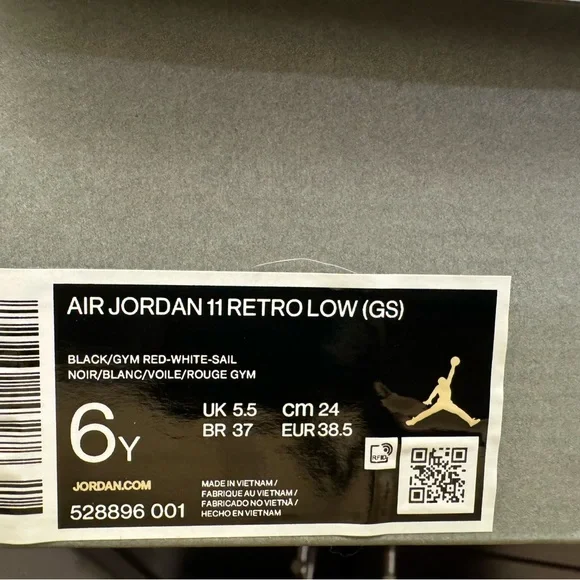 AIR JORDAN 11 RETRO LOW (GS)
BLACK/GYM RED-WHITE-SAIL
NOIR/BLANC/VOILE/ROUGE GYM
6Y
UK 5.5 cm 24
BR 37 EUR 38.5
RFID
JORDAN.COM
528896 001
MADE IN VIETNAM /
FABRIQUE AU VIETNAM /
FABRICADO NO VIETNÃ /
HECHO EN VIETNAM